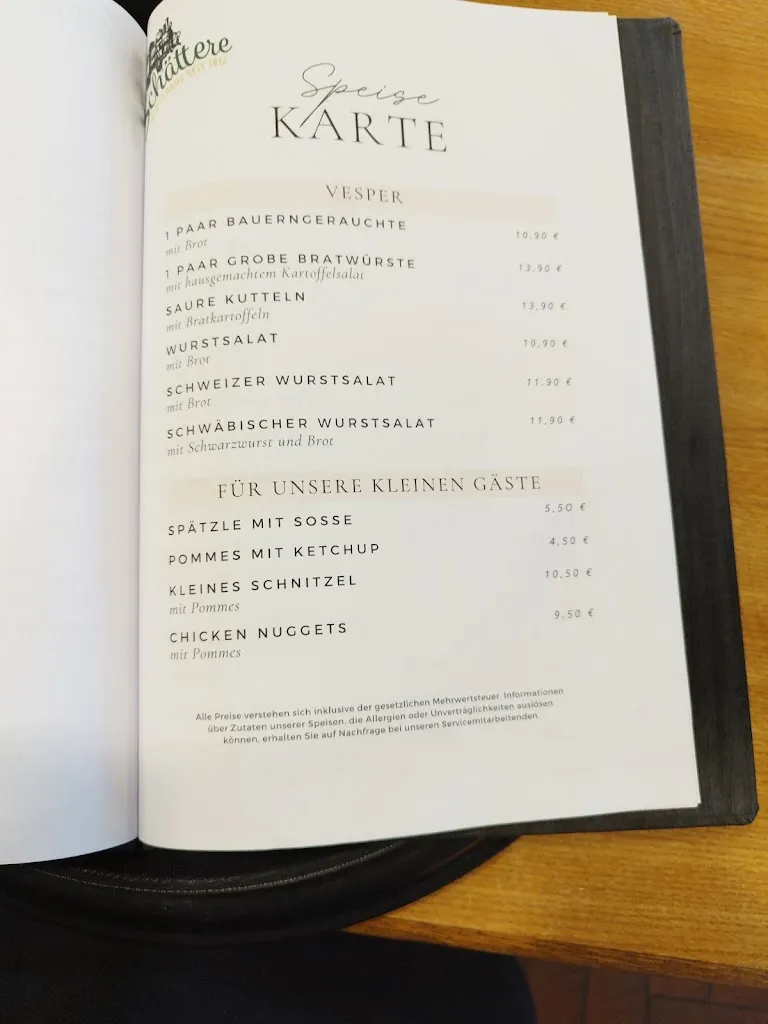 Schättere
SEIT 1812
Speise
KARTE
VESPER
1 PAAR BAUERNGERAUCHTE 10,90 €
mit Brot
1 PAAR GROBE BRATWÜRSTE 13,90 €
mit hausgemachtem Kartoffelsalat
SAURE KUTTELN 13,90 €
mit Bratkartoffeln
WURSTSALAT 10,90 €
mit Brot
SCHWEIZER WURSTSALAT 11,90 €
mit Brot
SCHWÄBISCHER WURSTSALAT 11,90 €
mit Schwarzwurst und Brot
FÜR UNSERE KLEINEN GÄSTE
SPÄTZLE MIT SOSSE 5,50 €
POMMES MIT KETCHUP 4,50 €
KLEINES SCHNITZEL 10,50 €
mit Pommes
CHICKEN NUGGETS 9,50 €
mit Pommes
Alle Preise verstehen sich inklusive der gesetzlichen Mehrwertsteuer. Informationen
über Zutaten unserer Speisen, die Allergien oder Unverträglichkeiten auslösen
können, erhalten Sie auf Nachfrage bei unseren Servicemitarbeitenden.